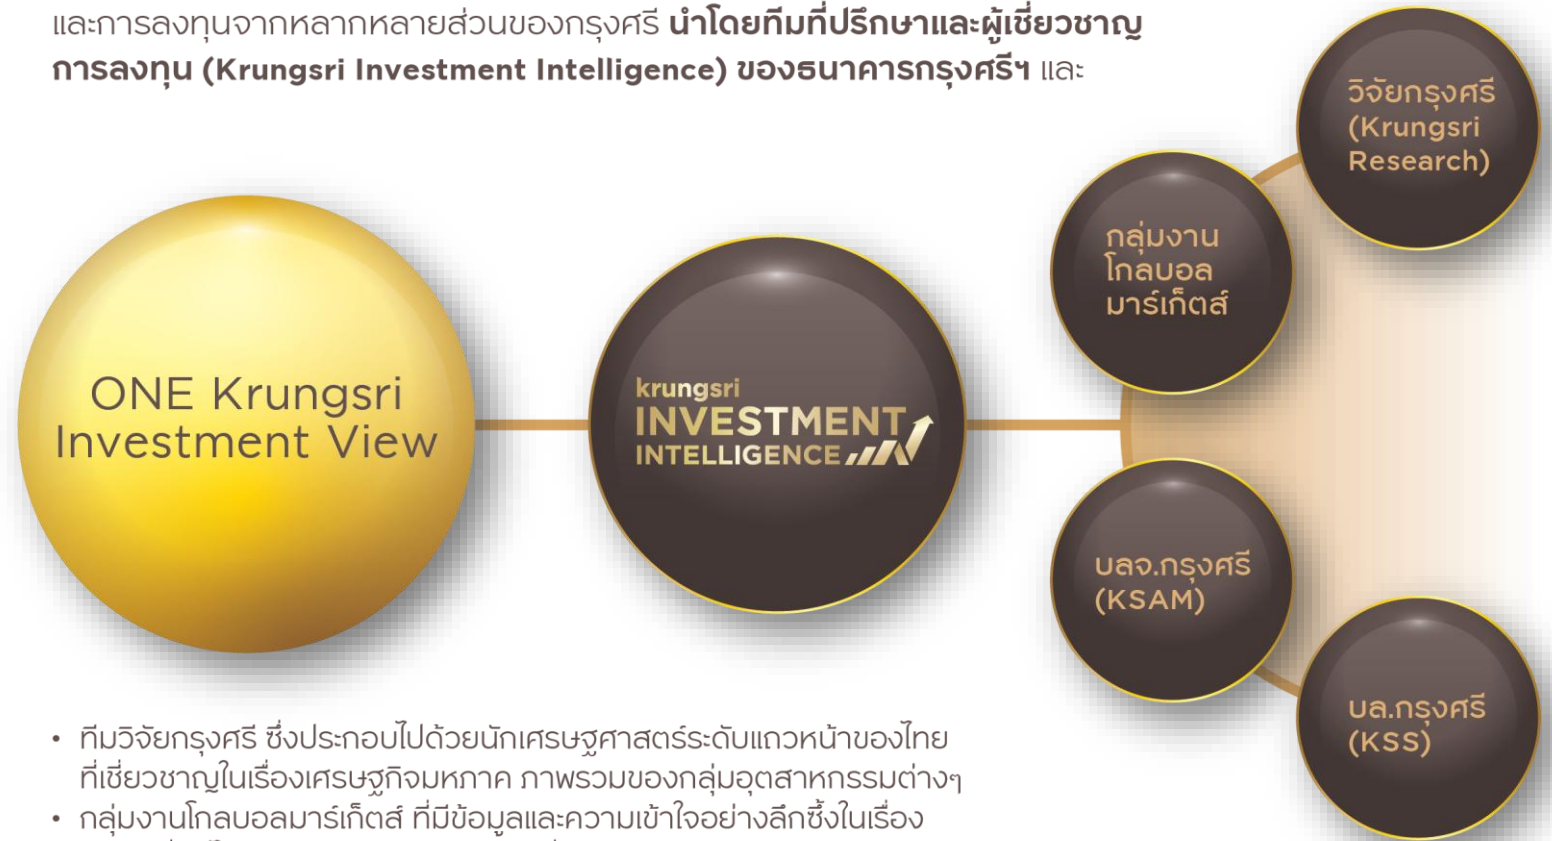 และการลงทุนจากหลากหลายส่วนของกรุงศรี นำโดยทีมที่ปรึกษาและผู้เชี่ยวชาญ
การลงทุน (Krungsri Investment Intelligence) ของธนาคารกรุงศรีฯ และ
วิจัยกรุงศรี
(Krungsri
Research)
กลุ่มงาน
โกลบอล
มาร์เก็ตส์
ONE Krungsri
Investment View
krungsri
INVESTMENT
INTELLIGENCE
บลจ.กรุงศรี
(KSAM)
บล.กรุงศรี
(KSS)
• ทีมวิจัยกรุงศรี ซึ่งประกอบไปด้วยนักเศรษฐศาสตร์ระดับแถวหน้าของไทย
ที่เชี่ยวชาญในเรื่องเศรษฐกิจมหภาค ภาพรวมของกลุ่มอุตสาหกรรมต่างๆ
• กลุ่มงานโกลบอลมาร์เก็ตส์ ที่มีข้อมูลและความเข้าใจอย่างลึกซึ้งในเรื่อง